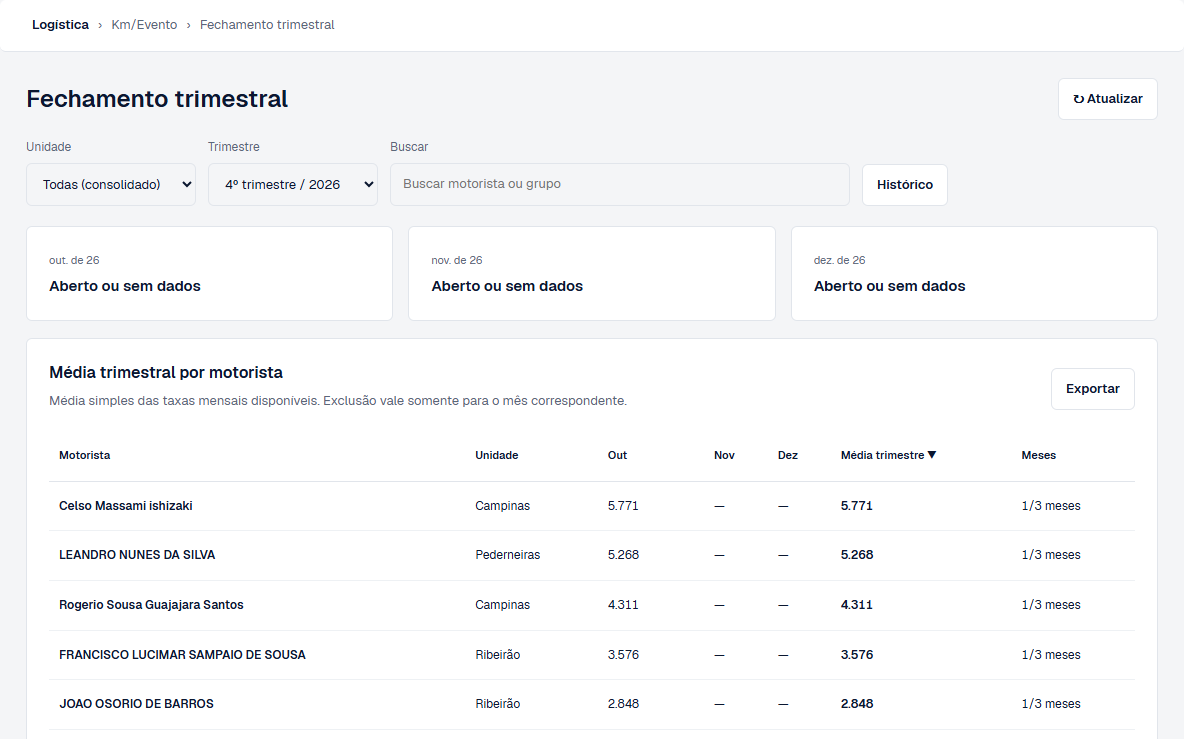 Logística › Km/Evento › Fechamento trimestral
Fechamento trimestral
↻ Atualizar
Unidade Trimestre Buscar
Todas (consolidado) 4º trimestre / 2026 Buscar motorista ou grupo Histórico
out. de 26 nov. de 26 dez. de 26
Aberto ou sem dados Aberto ou sem dados Aberto ou sem dados
Média trimestral por motorista
Média simples das taxas mensais disponíveis. Exclusão vale somente para o mês correspondente.
Exportar
Motorista Unidade Out Nov Dez Média trimestre ▼ Meses
Celso Massami ishizaki Campinas 5.771 — — 5.771 1/3 meses
LEANDRO NUNES DA SILVA Pederneiras 5.268 — — 5.268 1/3 meses
Rogerio Sousa Guajajara Santos Campinas 4.311 — — 4.311 1/3 meses
FRANCISCO LUCIMAR SAMPAIO DE SOUSA Ribeirão 3.576 — — 3.576 1/3 meses
JOAO OSORIO DE BARROS Ribeirão 2.848 — — 2.848 1/3 meses